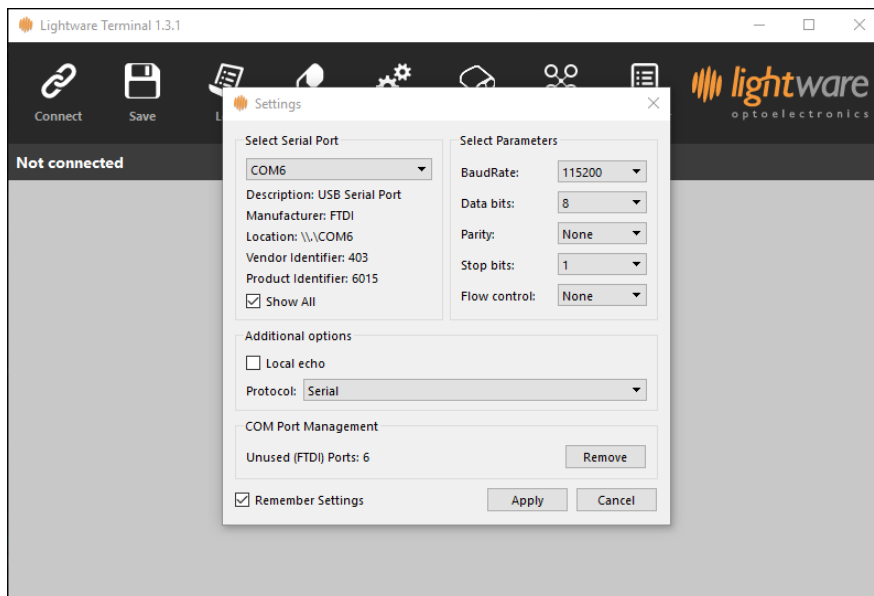 Lightware Terminal 1.3.1
Connect
Save
lightware
optoelectronics
Not connected
Settings
Select Serial Port
COM6
Description: USB Serial Port
Manufacturer: FTDI
Location: \\.\COM6
Vendor Identifier: 403
Product Identifier: 6015
Show All
Select Parameters
BaudRate: 115200
Data bits: 8
Parity: None
Stop bits: 1
Flow control: None
Additional options
Local echo
Protocol: Serial
COM Port Management
Unused (FTDI) Ports: 6
Remove
Remember Settings
Apply
Cancel